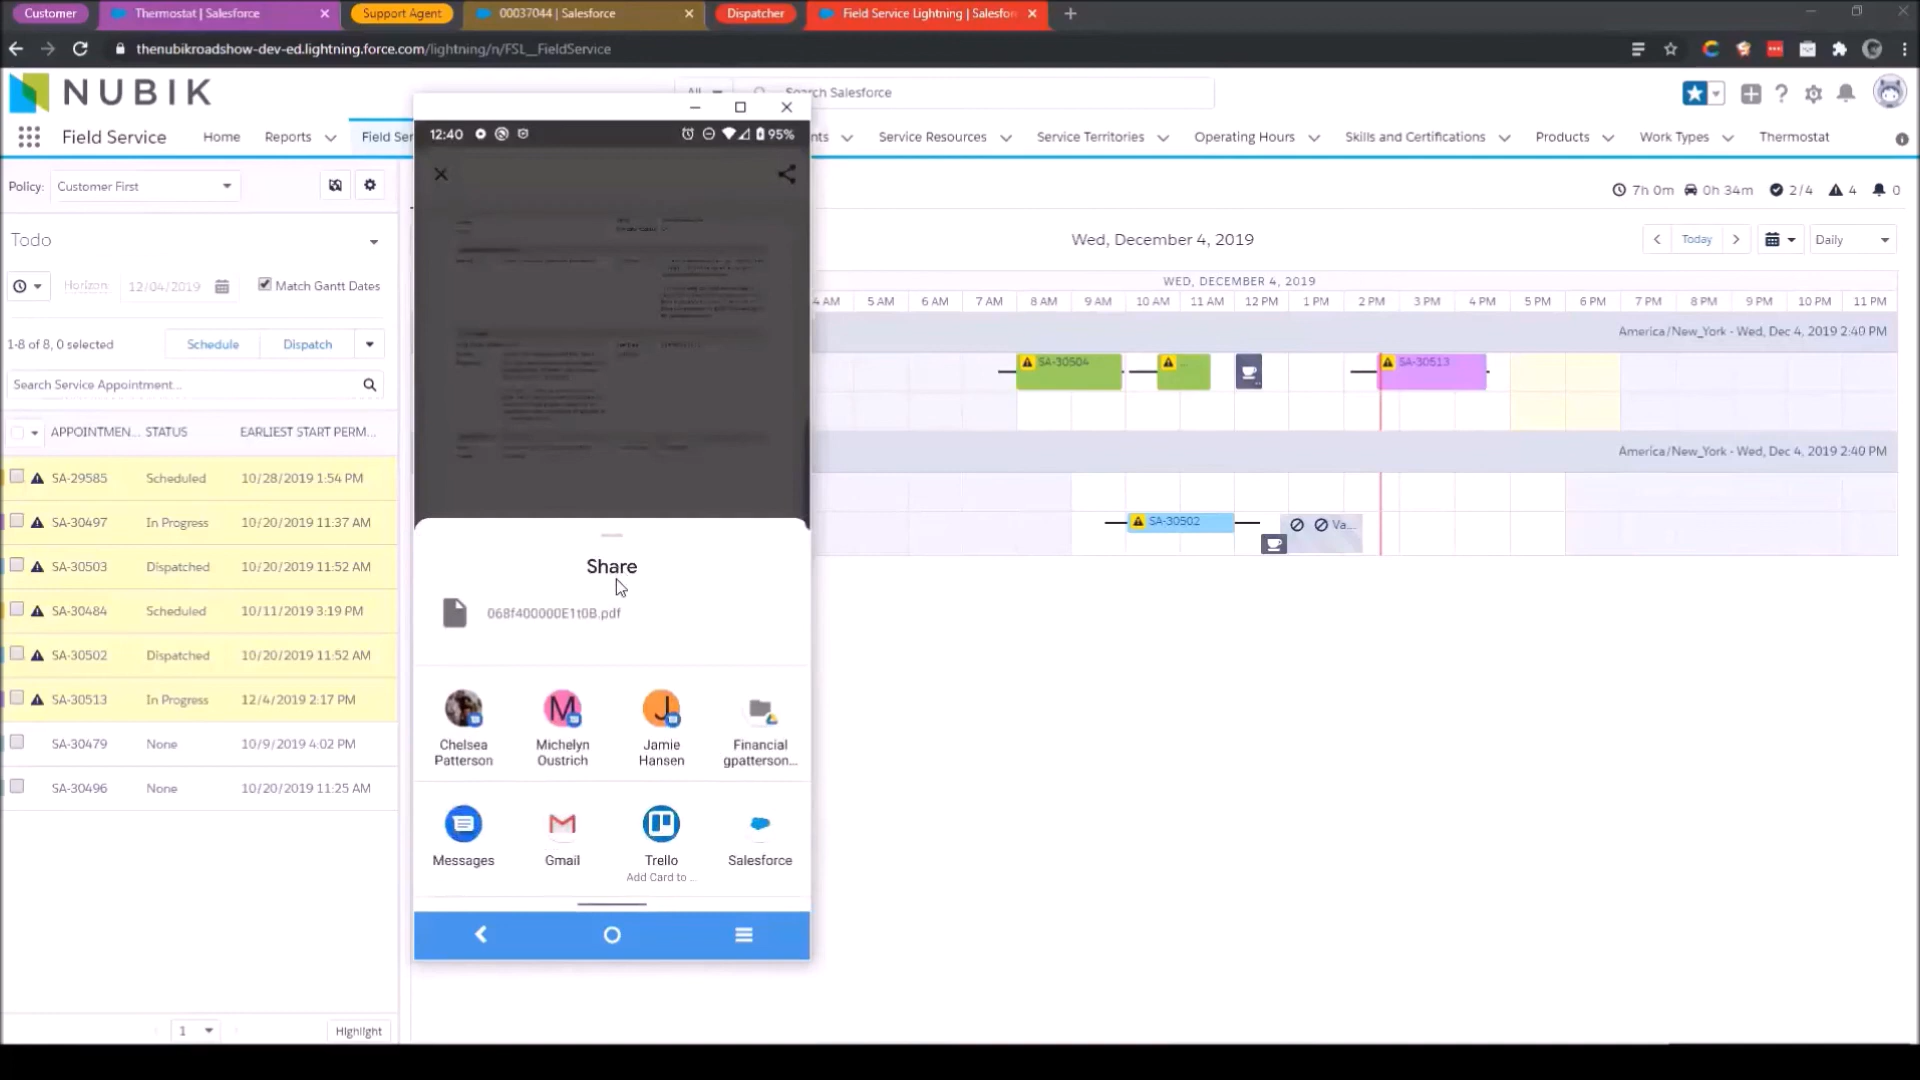 Customer
Thermostat | Salesforce
Support Agent
00037044 | Salesforce
Dispatcher
Field Service Lightning | Salesfor
thenubikroadshow-dev-ed.lightning.force.com/lightning/n/FSL__FieldService
NUBIK
All
Search Salesforce
Field Service
Home
Reports
Field Ser
nts
Service Resources
Service Territories
Operating Hours
Skills and Certifications
Products
Work Types
Thermostat
Policy:
Customer First
7h 0m
0h 34m
2/4
4
0
Todo
Wed, December 4, 2019
Today
Daily
Horizon
12/04/2019
Match Gantt Dates
WED, DECEMBER 4, 2019
4 AM 5 AM 6 AM 7 AM 8 AM 9 AM 10 AM 11 AM 12 PM 1 PM 2 PM 3 PM 4 PM 5 PM 6 PM 7 PM 8 PM 9 PM 10 PM 11 PM
1-8 of 8, 0 selected
Schedule
Dispatch
America/New_York - Wed, Dec 4, 2019 2:40 PM
SA-30504
...
SA-30513
America/New_York - Wed, Dec 4, 2019 2:40 PM
SA-30502
Va...
Search Service Appointment...
APPOINTMEN... STATUS EARLIEST START PERM...
SA-29585 Scheduled 10/28/2019 1:54 PM
SA-30497 In Progress 10/20/2019 11:37 AM
SA-30503 Dispatched 10/20/2019 11:52 AM
SA-30484 Scheduled 10/11/2019 3:19 PM
SA-30502 Dispatched 10/20/2019 11:52 AM
SA-30513 In Progress 12/4/2019 2:17 PM
SA-30479 None 10/9/2019 4:02 PM
SA-30496 None 10/20/2019 11:25 AM
1
Highlight
12:40
95%
Share
068f400000E1t0B.pdf
Chelsea
Patterson
M
Michelyn
Oustrich
J
Jamie
Hansen
Financial
gpatterson...
Messages
Gmail
Trello
Add Card to ...
Salesforce